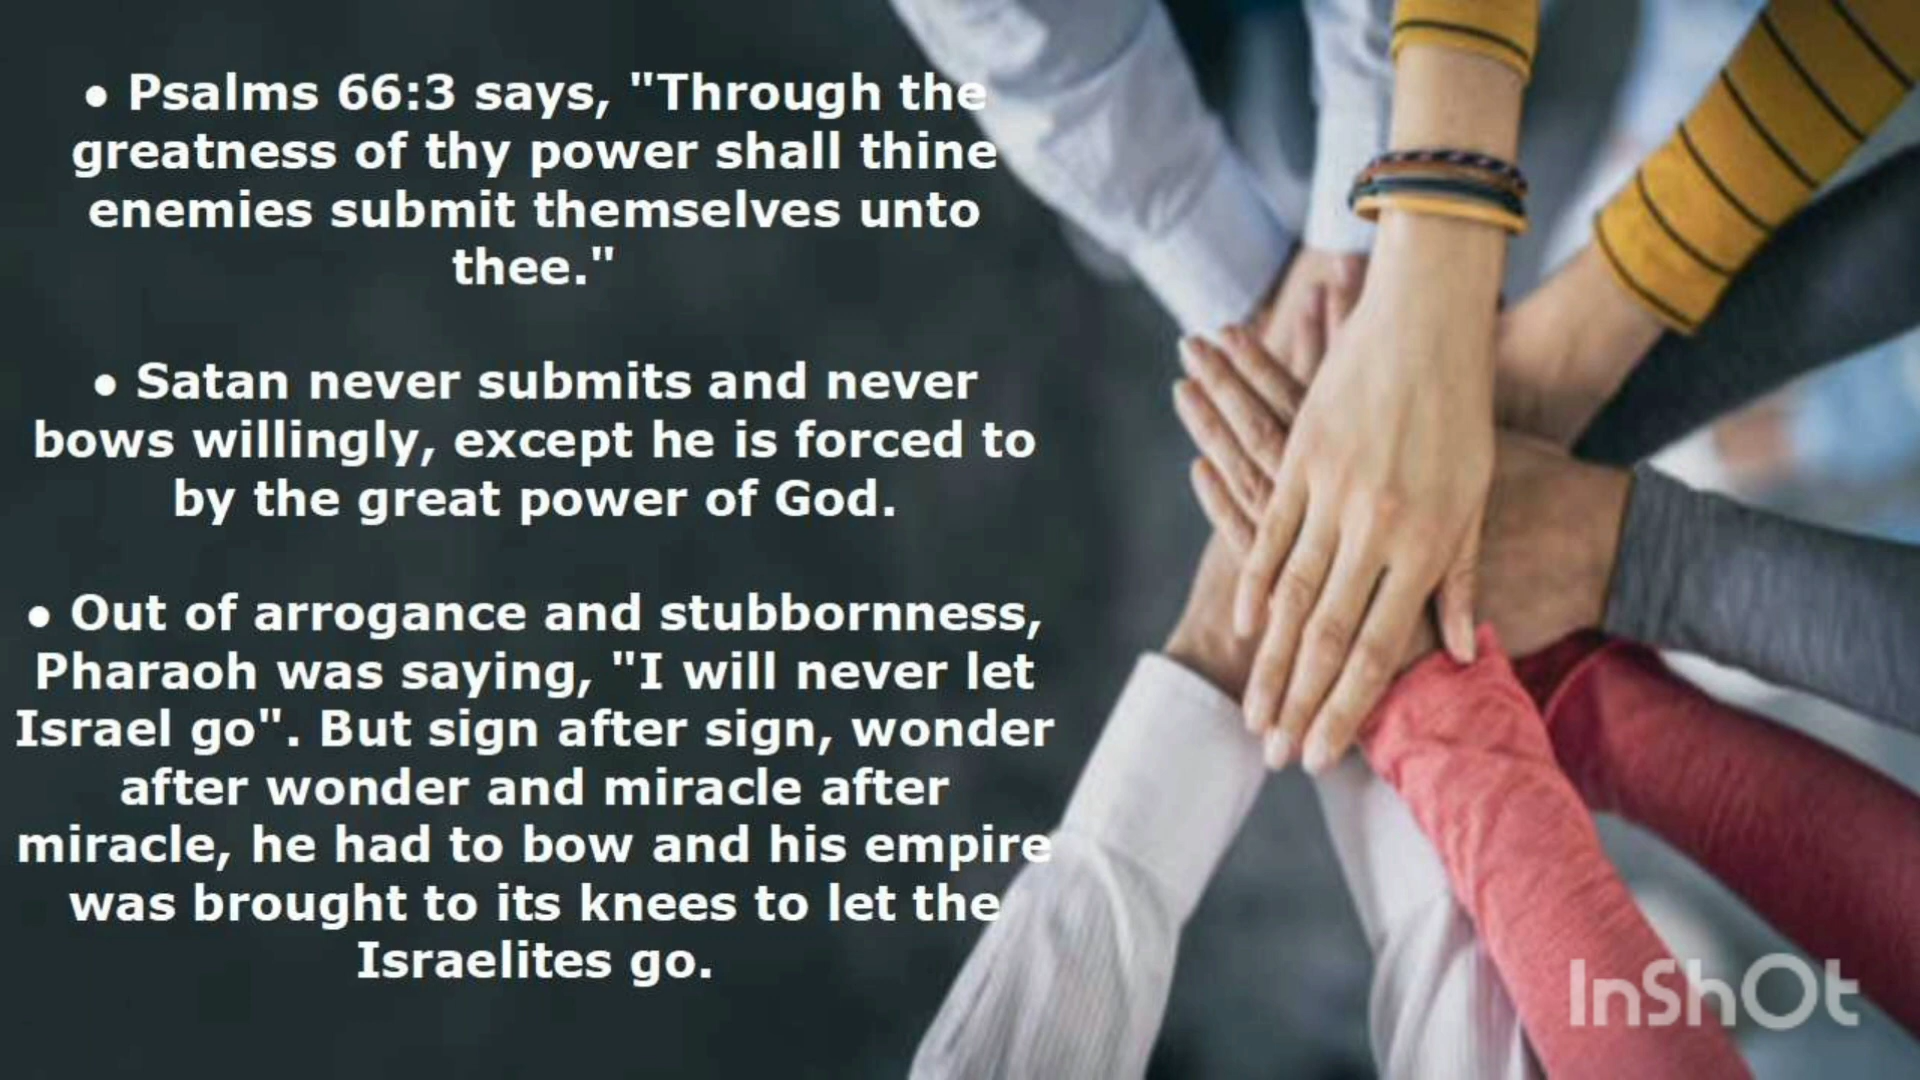 ● Psalms 66:3 says, "Through the
greatness of thy power shall thine
enemies submit themselves unto
thee."
● Satan never submits and never
bows willingly, except he is forced to
by the great power of God.
● Out of arrogance and stubbornness,
Pharaoh was saying, "I will never let
Israel go". But sign after sign, wonder
after wonder and miracle after
miracle, he had to bow and his empire
was brought to its knees to let the
Israelites go.
InShOt